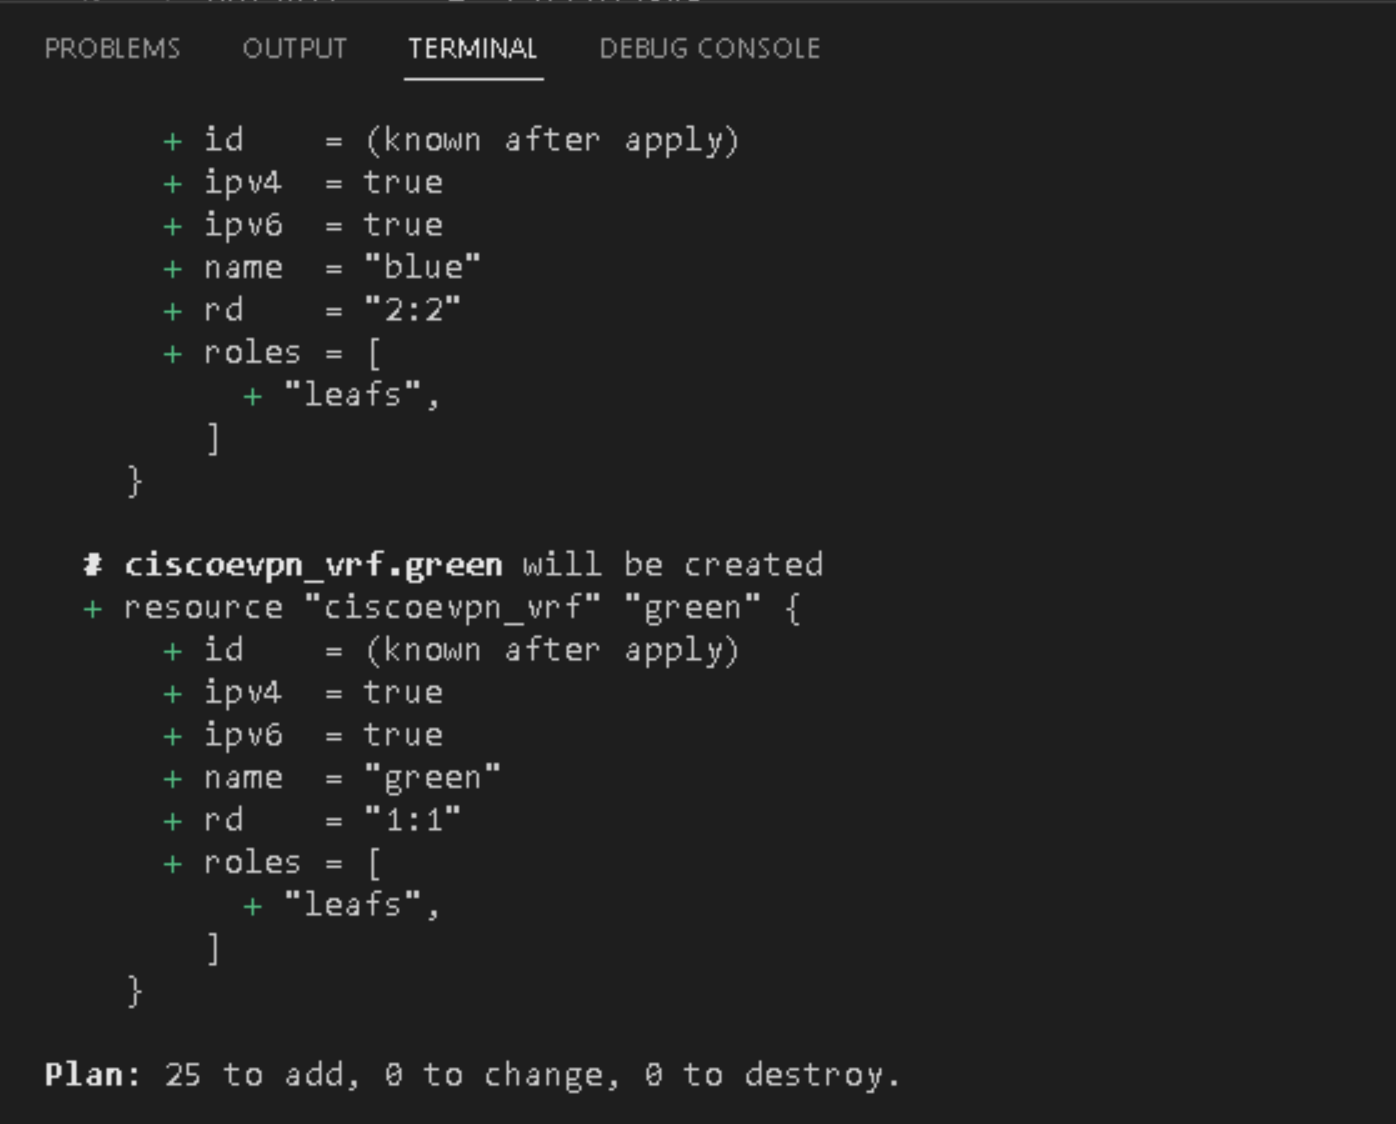 PROBLEMS OUTPUT TERMINAL DEBUG CONSOLE
+ id = (known after apply)
+ ipv4 = true
+ ipv6 = true
+ name = "blue"
+ rd = "2:2"
+ roles = [
+ "leafs",
]
}
# ciscoevpn_vrf.green will be created
+ resource "ciscoevpn_vrf" "green" {
+ id = (known after apply)
+ ipv4 = true
+ ipv6 = true
+ name = "green"
+ rd = "1:1"
+ roles = [
+ "leafs",
]
}
Plan: 25 to add, 0 to change, 0 to destroy.